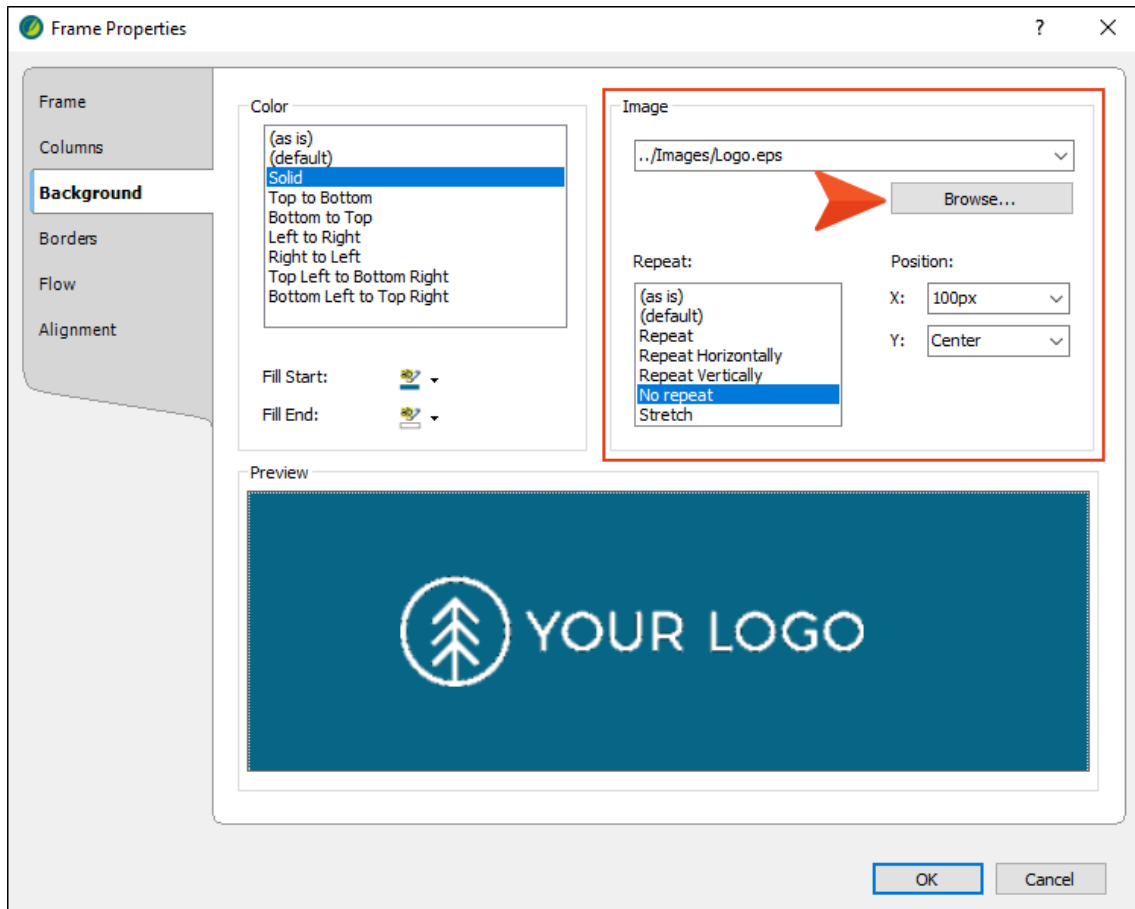 Frame Properties
?
Frame
Columns
Background
Borders
Flow
Alignment
Color
(as is)
(default)
Solid
Top to Bottom
Bottom to Top
Left to Right
Right to Left
Top Left to Bottom Right
Bottom Left to Top Right
Fill Start:
Fill End:
Image
../Images/Logo.eps
Browse...
Repeat:
(as is)
(default)
Repeat
Repeat Horizontally
Repeat Vertically
No repeat
Stretch
Position:
X: 100px
Y: Center
Preview
YOUR LOGO
OK
Cancel